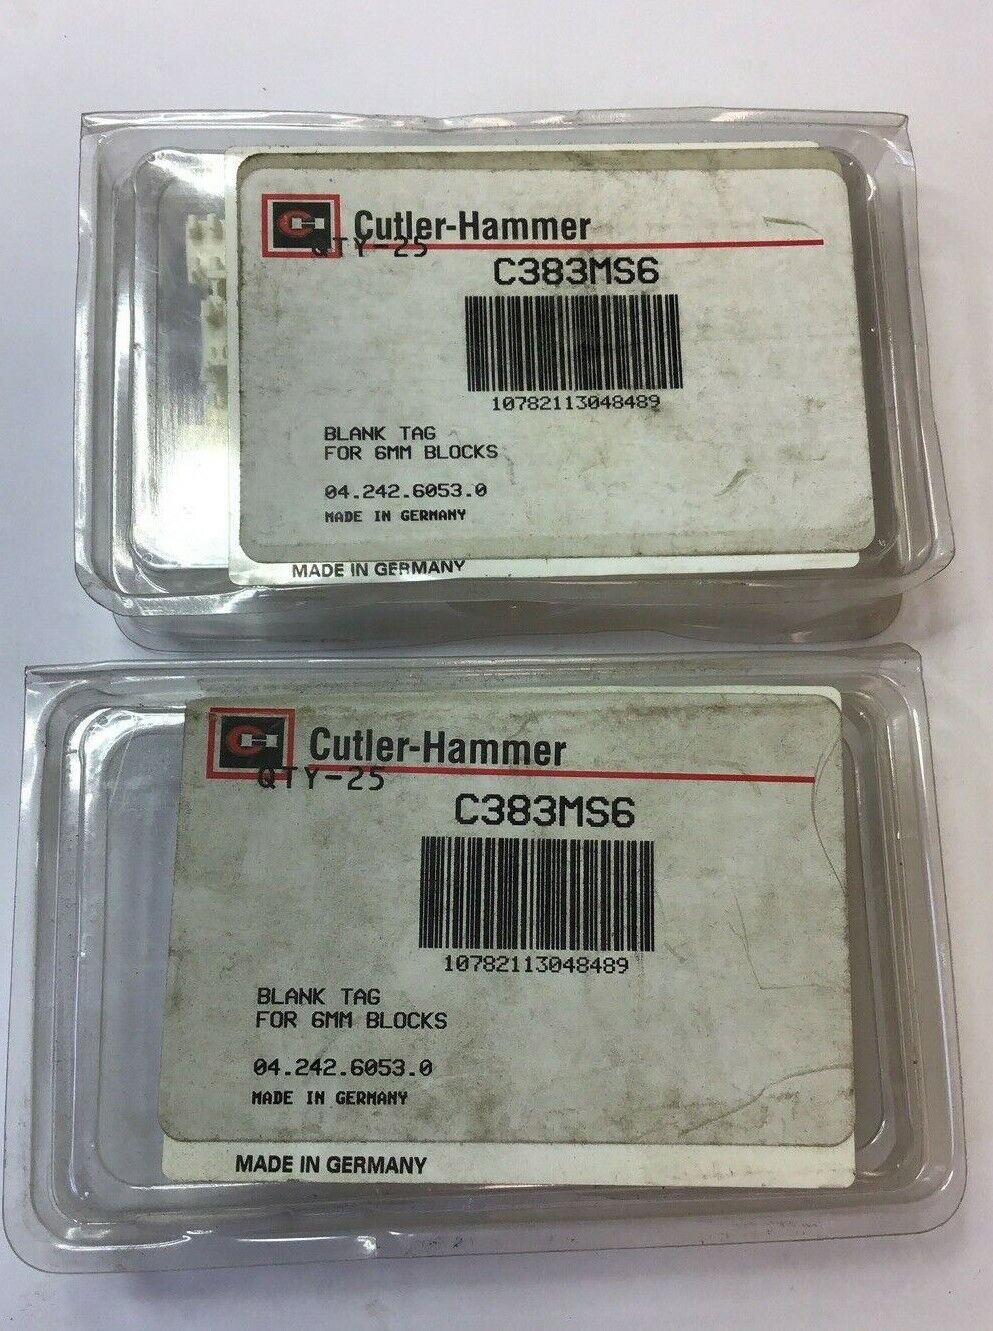 Cutler-Hammer
QTY-25
C383MS6
10782113048489
BLANK TAG
FOR 6MM BLOCKS
04.242.6053.0
MADE IN GERMANY
MADE IN GERMANY
Cutler-Hammer
QTY-25
C383MS6
10782113048489
BLANK TAG
FOR 6MM BLOCKS
04.242.6053.0
MADE IN GERMANY
MADE IN GERMANY